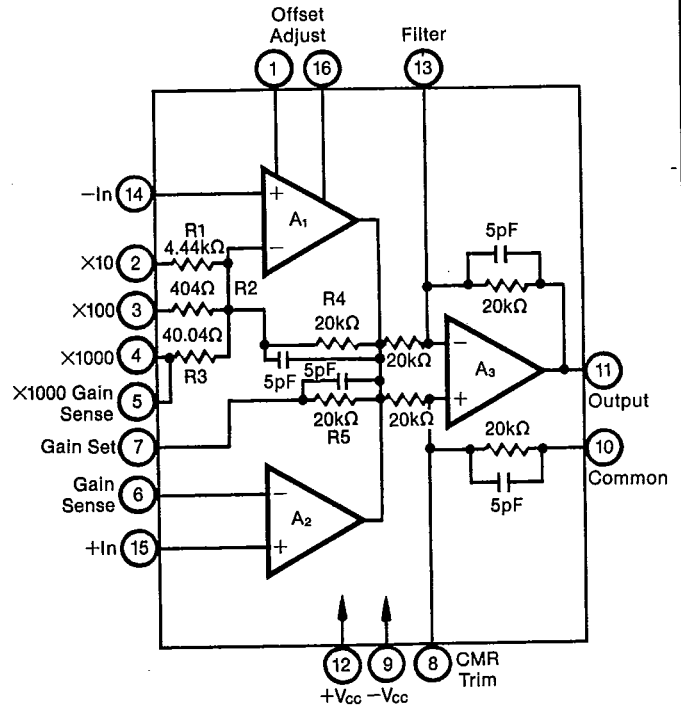 Offset
Adjust
Filter
1
16
13
−In
14
+
A₁
−
R1
4.44kΩ
×10
2
R2
404Ω
×100
3
40.04Ω
×1000
4
R3
×1000 Gain
Sense
5
R4
20kΩ
5pF
5pF
20kΩ
R5
20kΩ
20kΩ
−
A₃
+
5pF
20kΩ
11
Output
20kΩ
10
Common
5pF
Gain Set
7
Gain
Sense
6
−
A₂
+In
15
+
12
+Vcc
9
−Vcc
8
CMR
Trim